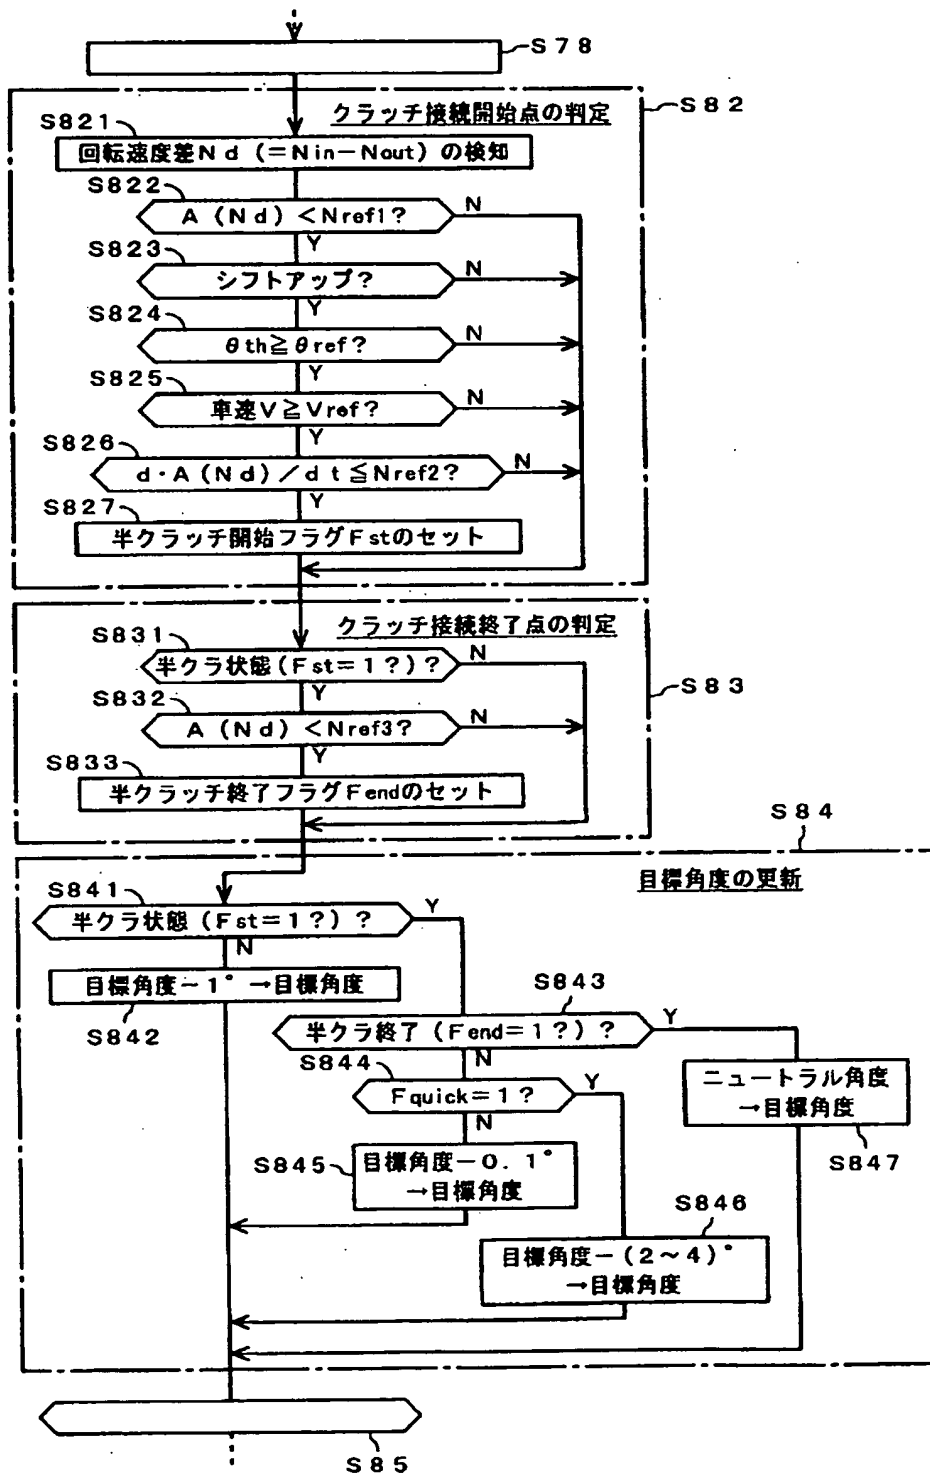 S78
クラッチ接続開始点の判定
S82
S821
回転速度差Nd(=Nin−Nout)の検知
S822
A(Nd)<Nref1?
N
Y
S823
シフトアップ?
N
Y
S824
θth≧θref?
N
Y
S825
車速V≧Vref?
N
Y
S826
d・A(Nd)/dt≦Nref2?
N
Y
S827
半クラッチ開始フラグFstのセット
クラッチ接続終了点の判定
S83
S831
半クラ状態(Fst=1?)?
N
Y
S832
A(Nd)<Nref3?
N
Y
S833
半クラッチ終了フラグFendのセット
S84
目標角度の更新
S841
半クラ状態(Fst=1?)?
Y
N
目標角度−1°→目標角度
S842
S843
半クラ終了(Fend=1?)?
Y
N
S844
Fquick=1?
Y
N
ニュートラル角度
→目標角度
S847
S845
目標角度−0.1°
→目標角度
S846
目標角度−(2~4)°
→目標角度
S85